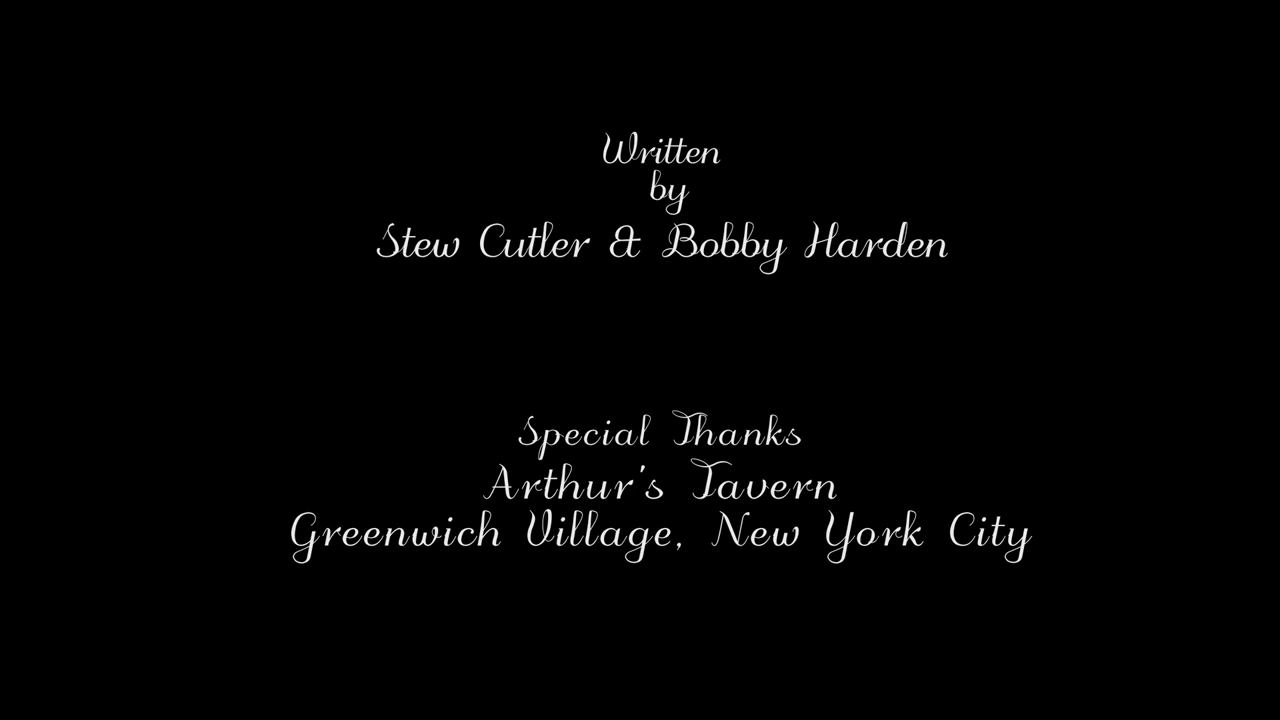 Written
by
Stew Cutler & Bobby Harden
Special Thanks
Arthur's Tavern
Greenwich Village, New York City